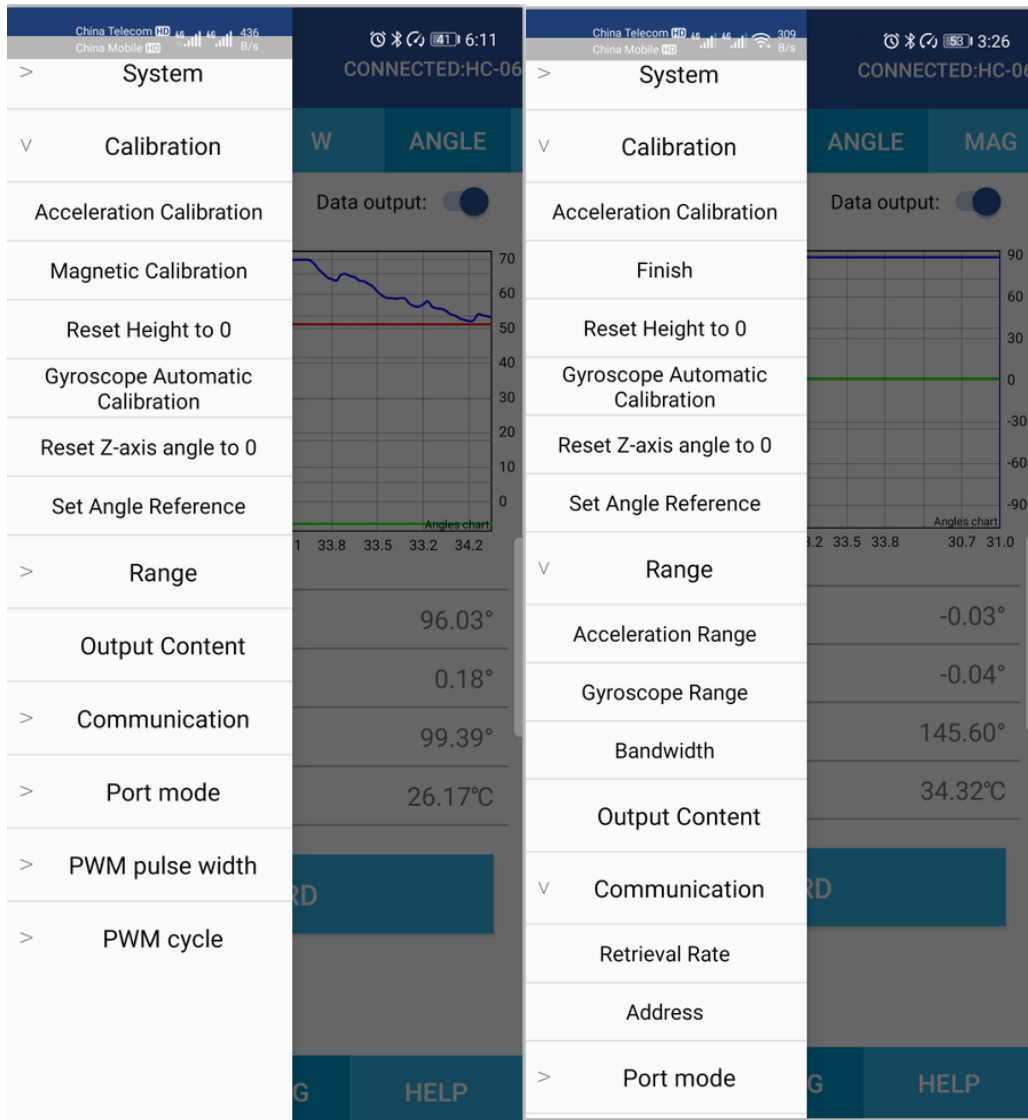 China Telecom HD 4G 4G 436
China Mobile HD B/s
41 6:11
CONNECTED:HC-06
> System
W ANGLE
v Calibration
Data output:
Acceleration Calibration
Magnetic Calibration
Reset Height to 0
Gyroscope Automatic
Calibration
Reset Z-axis angle to 0
Set Angle Reference
70
60
50
40
30
20
10
0
Angles chart
1 33.8 33.5 33.2 34.2
> Range
96.03°
Output Content
0.18°
> Communication
99.39°
> Port mode
26.17°C
> PWM pulse width
RD
> PWM cycle
G HELP
China Telecom HD 4G 4G 309
China Mobile HD B/s
53 3:26
CONNECTED:HC-06
> System
ANGLE MAG
v Calibration
Data output:
Acceleration Calibration
Finish
Reset Height to 0
Gyroscope Automatic
Calibration
Reset Z-axis angle to 0
Set Angle Reference
90
60
30
0
-30
-60
-90
Angles chart
3.2 33.5 33.8 30.7 31.0
v Range
Acceleration Range
-0.03°
Gyroscope Range
-0.04°
Bandwidth
145.60°
Output Content
34.32°C
v Communication
RD
Retrieval Rate
Address
> Port mode
G HELP